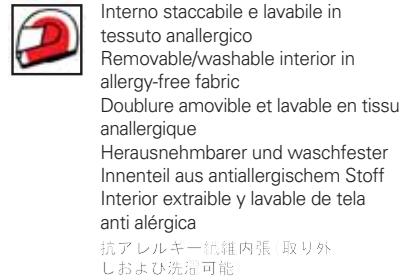 Interno staccabile e lavabile in
tessuto anallergico
Removable/washable interior in
allergy-free fabric
Doublure amovible et lavable en tissu
anallergique
Herausnehmbarer und waschfester
Innenteil aus antiallergischem Stoff
Interior extraible y lavable de tela
anti alérgica
抗アレルキー繊維内張(取り外
しおよび洗濯可能